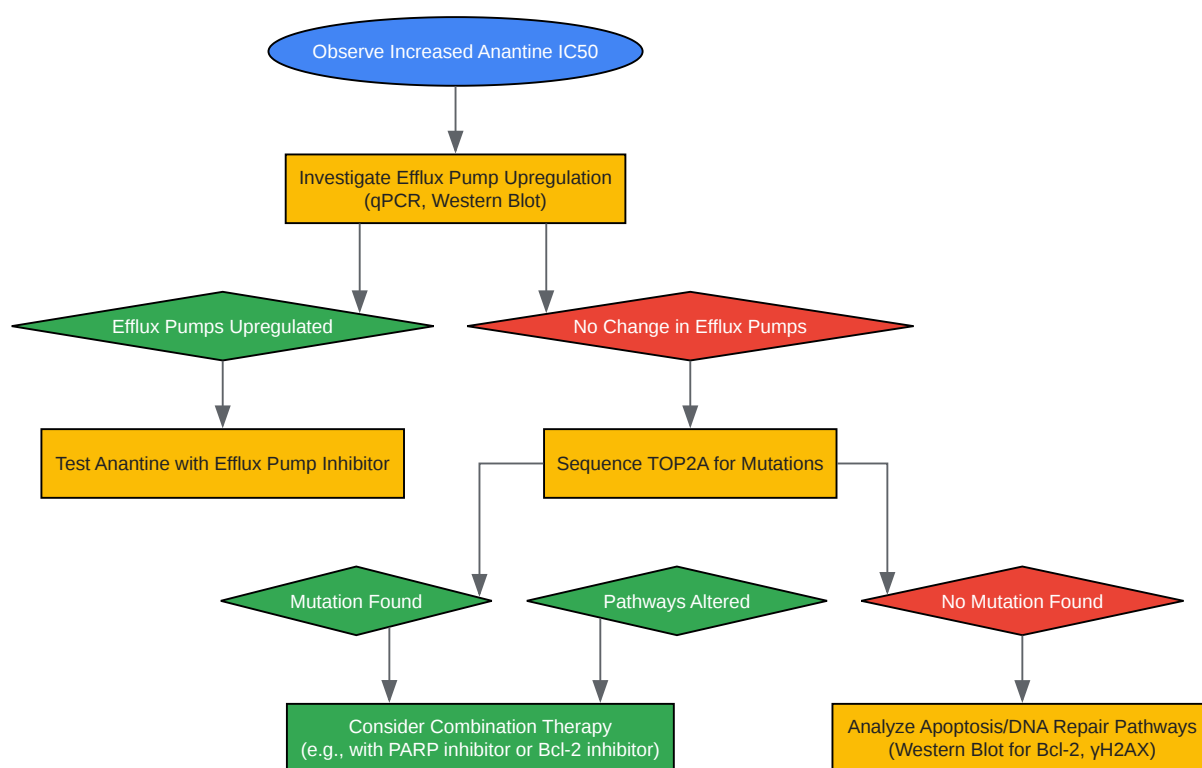 Observe Increased Anantine IC50
Investigate Efflux Pump Upregulation
(qPCR, Western Blot)
Efflux Pumps Upregulated
No Change in Efflux Pumps
Test Anantine with Efflux Pump Inhibitor
Sequence TOP2A for Mutations
Mutation Found
Pathways Altered
No Mutation Found
Consider Combination Therapy
(e.g., with PARP inhibitor or Bcl-2 inhibitor)
Analyze Apoptosis/DNA Repair Pathways
(Western Blot for Bcl-2, γH2AX)